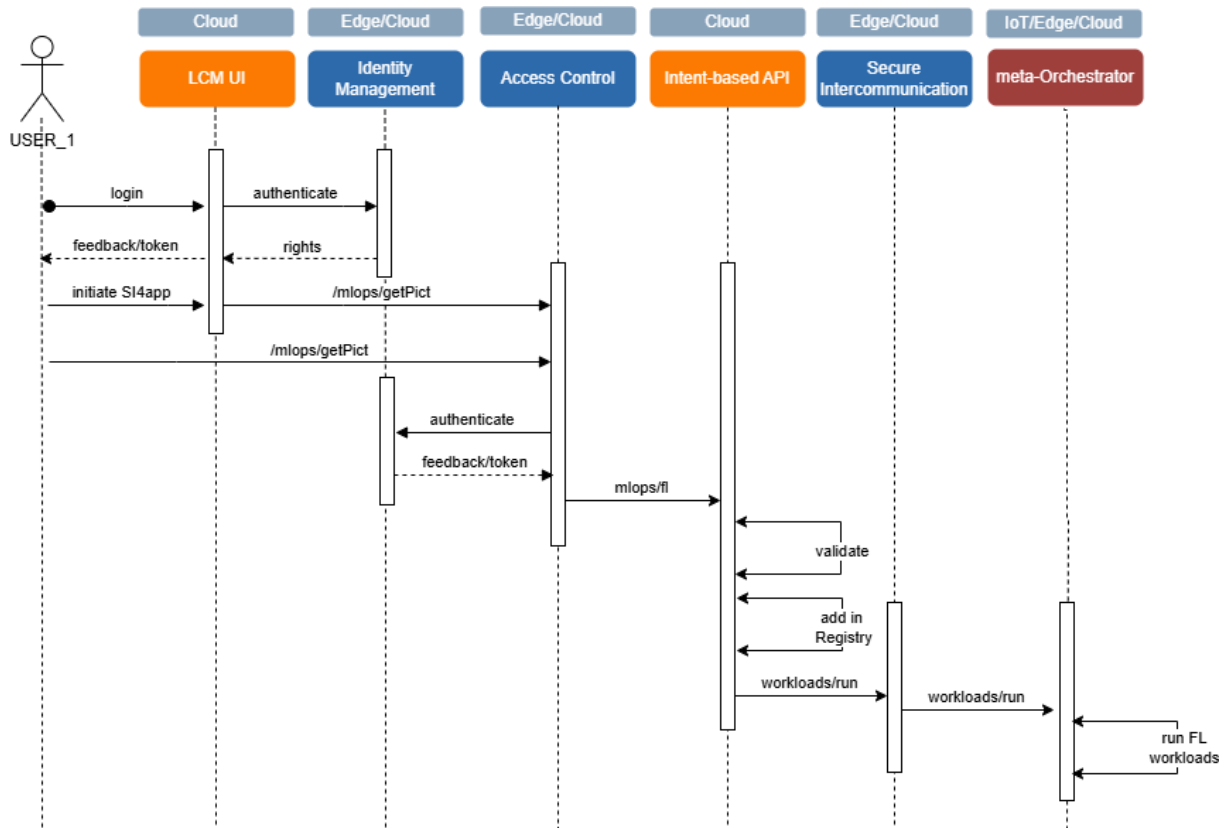 Cloud
Edge/Cloud
Edge/Cloud
Cloud
Edge/Cloud
IoT/Edge/Cloud
LCM UI
Identity
Management
Access Control
Intent-based API
Secure
Intercommunication
meta-Orchestrator
USER_1
login
authenticate
feedback/token
rights
initiate SI4app
/mlops/getPict
/mlops/getPict
authenticate
feedback/token
mlops/fl
validate
add in
Registry
workloads/run
workloads/run
run FL
workloads